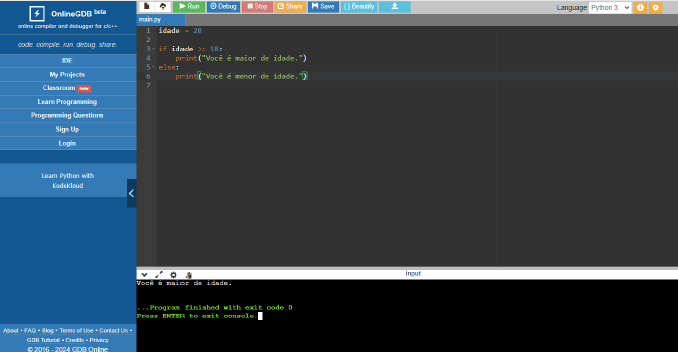 OnlineGDB beta
online compiler and debugger for c/c++
code. compile. run. debug. share.
IDE
My Projects
Classroom new
Learn Programming
Programming Questions
Sign Up
Login
Learn Python with
KodeKloud
About • FAQ • Blog • Terms of Use • Contact Us •
GDB Tutorial • Credits • Privacy
© 2016 - 2024 GDB Online
Run Debug Stop Share Save { } Beautify
Language Python 3
main.py
1 idade = 20
2
3 if idade >= 18:
4 print("Você é maior de idade.")
5 else:
6 print("Você é menor de idade.")
7
input
Você é maior de idade.
...Program finished with exit code 0
Press ENTER to exit console.